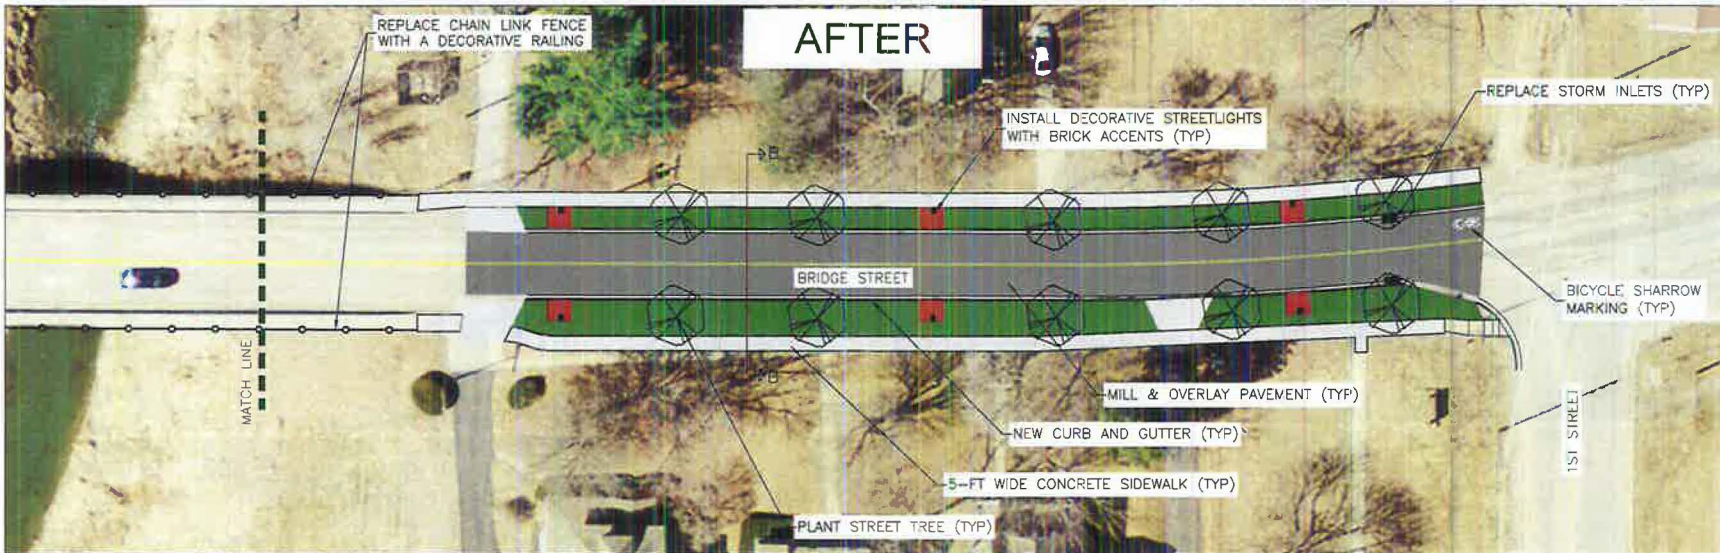 AFTER
REPLACE CHAIN LINK FENCE
WITH A DECORATIVE RAILING
REPLACE STORM INLETS (TYP)
INSTALL DECORATIVE STREETLIGHTS
WITH BRICK ACCENTS (TYP)
B
BRIDGE STREET
BICYCLE SHARROW
MARKING (TYP)
MATCH LINE
B
MILL & OVERLAY PAVEMENT (TYP)
1ST STREET
NEW CURB AND GUTTER (TYP)
5-FT WIDE CONCRETE SIDEWALK (TYP)
PLANT STREET TREE (TYP)